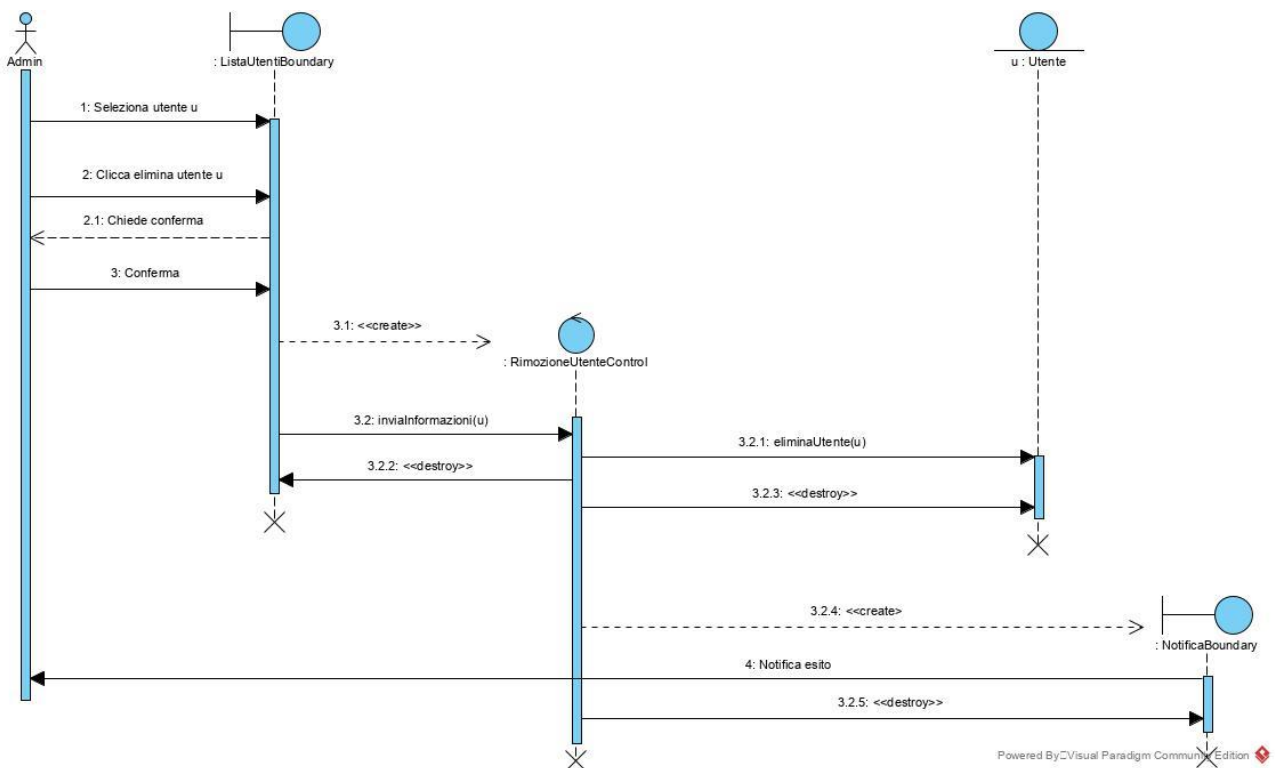 Admin
: ListaUtentiBoundary
u : Utente
1: Seleziona utente u
2: Clicca elimina utente u
2.1: Chiede conferma
3: Conferma
3.1: <<create>>
: RimozioneUtenteControl
3.2: inviaInformazioni(u)
3.2.1: eliminaUtente(u)
3.2.2: <<destroy>>
3.2.3: <<destroy>>
3.2.4: <<create>
: NotificaBoundary
4: Notifica esito
3.2.5: <<destroy>>
Powered By Visual Paradigm Community Edition